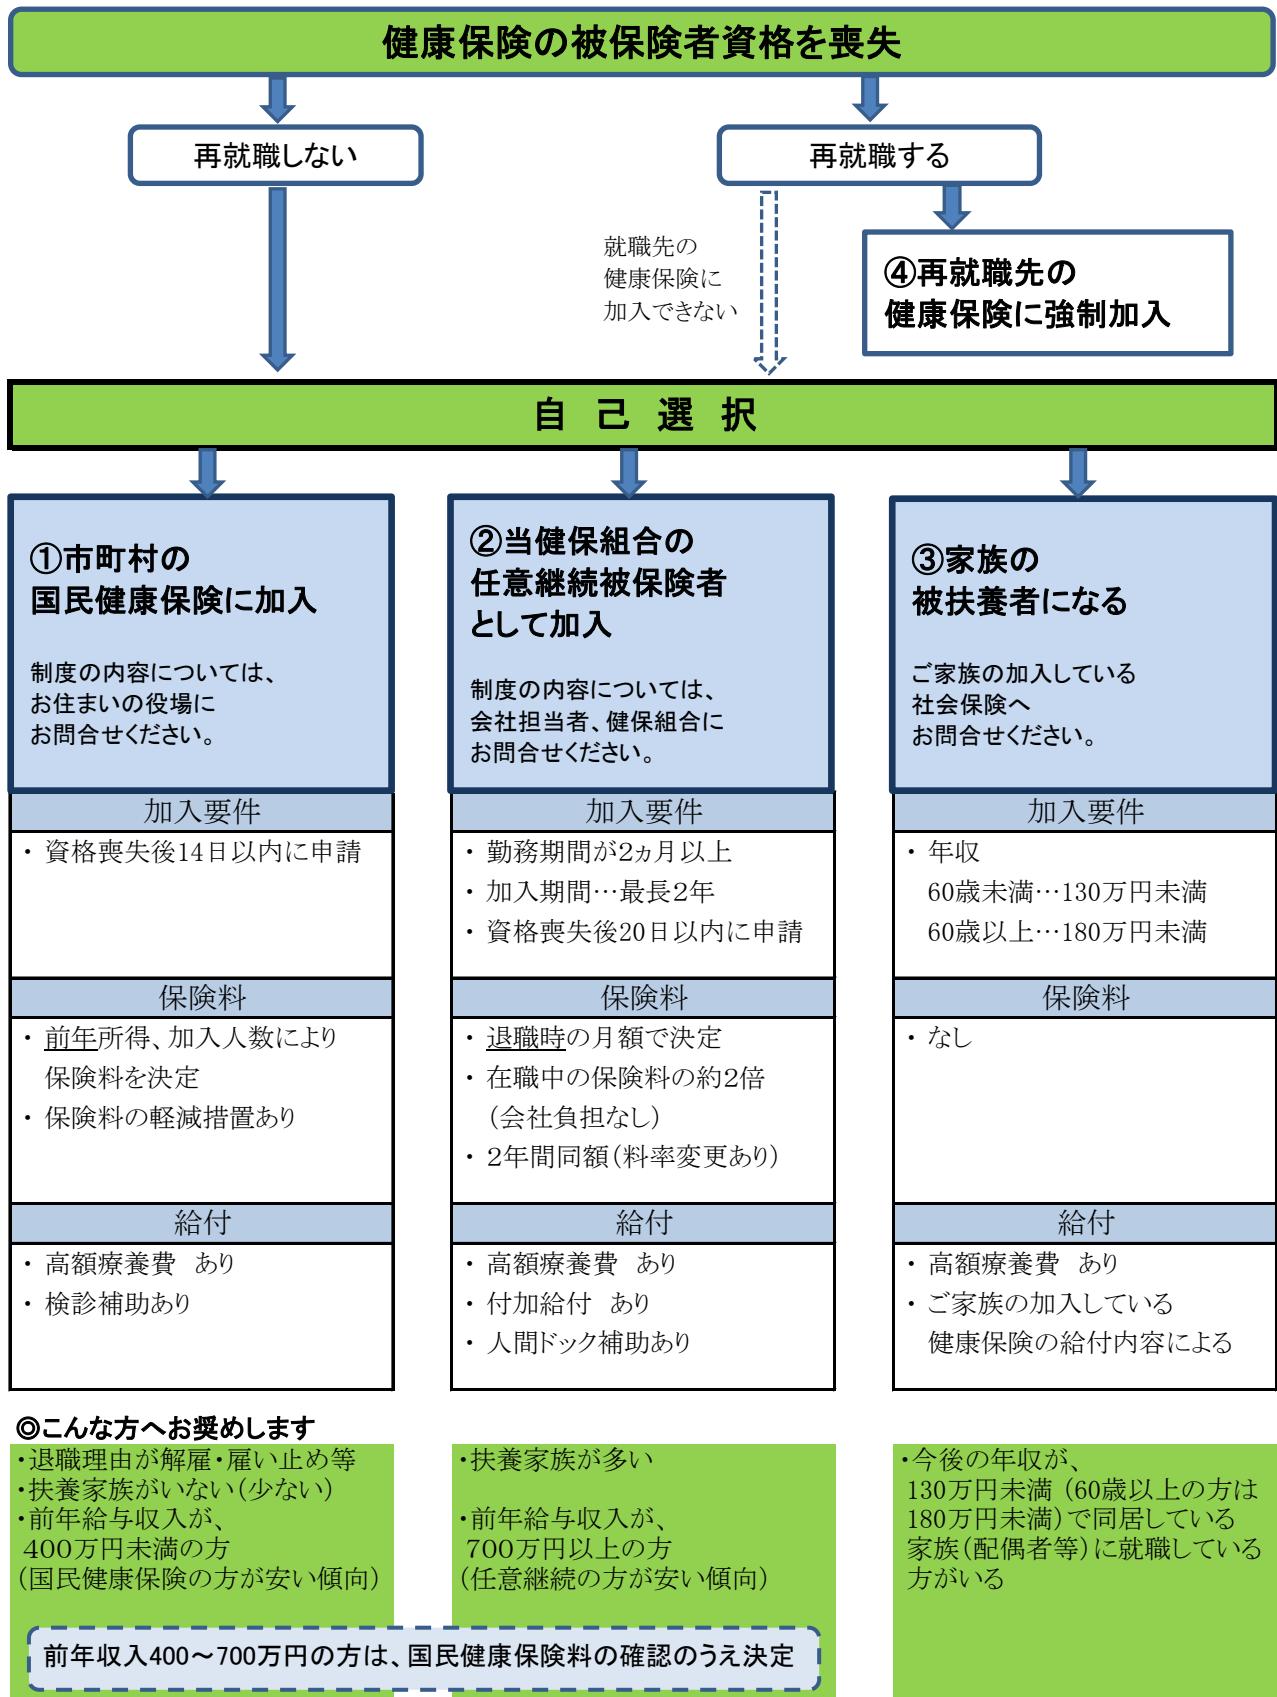 健康保険の被保険者資格を喪失
再就職しない
再就職する
就職先の
健康保険に
加入できない
④再就職先の
健康保険に強制加入
自　己　選　択
①市町村の
国民健康保険に加入
制度の内容については、
お住まいの役場に
お問合せください。
②当健保組合の
任意継続被保険者
として加入
制度の内容については、
会社担当者、健保組合に
お問合せください。
③家族の
被扶養者になる
ご家族の加入している
社会保険へ
お問合せください。
加入要件
・ 資格喪失後14日以内に申請
加入要件
・ 勤務期間が2ヵ月以上
・ 加入期間…最長2年
・ 資格喪失後20日以内に申請
加入要件
・ 年収
60歳未満…130万円未満
60歳以上…180万円未満
保険料
・ 前年所得、加入人数により
保険料を決定
・ 保険料の軽減措置あり
保険料
・ 退職時の月額で決定
・ 在職中の保険料の約2倍
（会社負担なし）
・ 2年間同額（料率変更あり）
保険料
・ なし
給付
・ 高額療養費　あり
・ 検診補助あり
給付
・ 高額療養費　あり
・ 付加給付　あり
・ 人間ドック補助あり
給付
・ 高額療養費　あり
・ ご家族の加入している
健康保険の給付内容による
◎こんな方へお奨めします
・退職理由が解雇・雇い止め等
・扶養家族がいない（少ない）
・前年給与収入が、
400万円未満の方
（国民健康保険の方が安い傾向）
・扶養家族が多い
・前年給与収入が、
700万円以上の方
（任意継続の方が安い傾向）
・今後の年収が、
130万円未満（60歳以上の方は
180万円未満）で同居している
家族（配偶者等）に就職している
方がいる
前年収入400～700万円の方は、国民健康保険料の確認のうえ決定